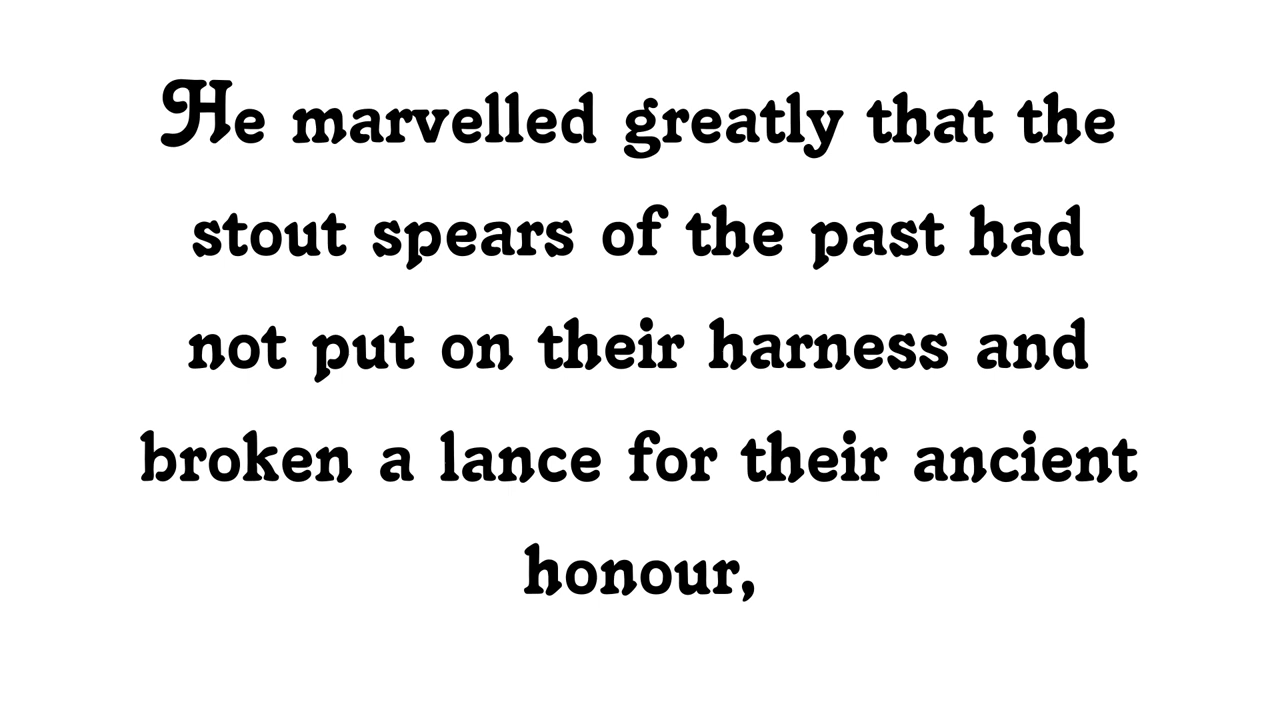 He marvelled greatly that the
stout spears of the past had
not put on their harness and
broken a lance for their ancient
honour,